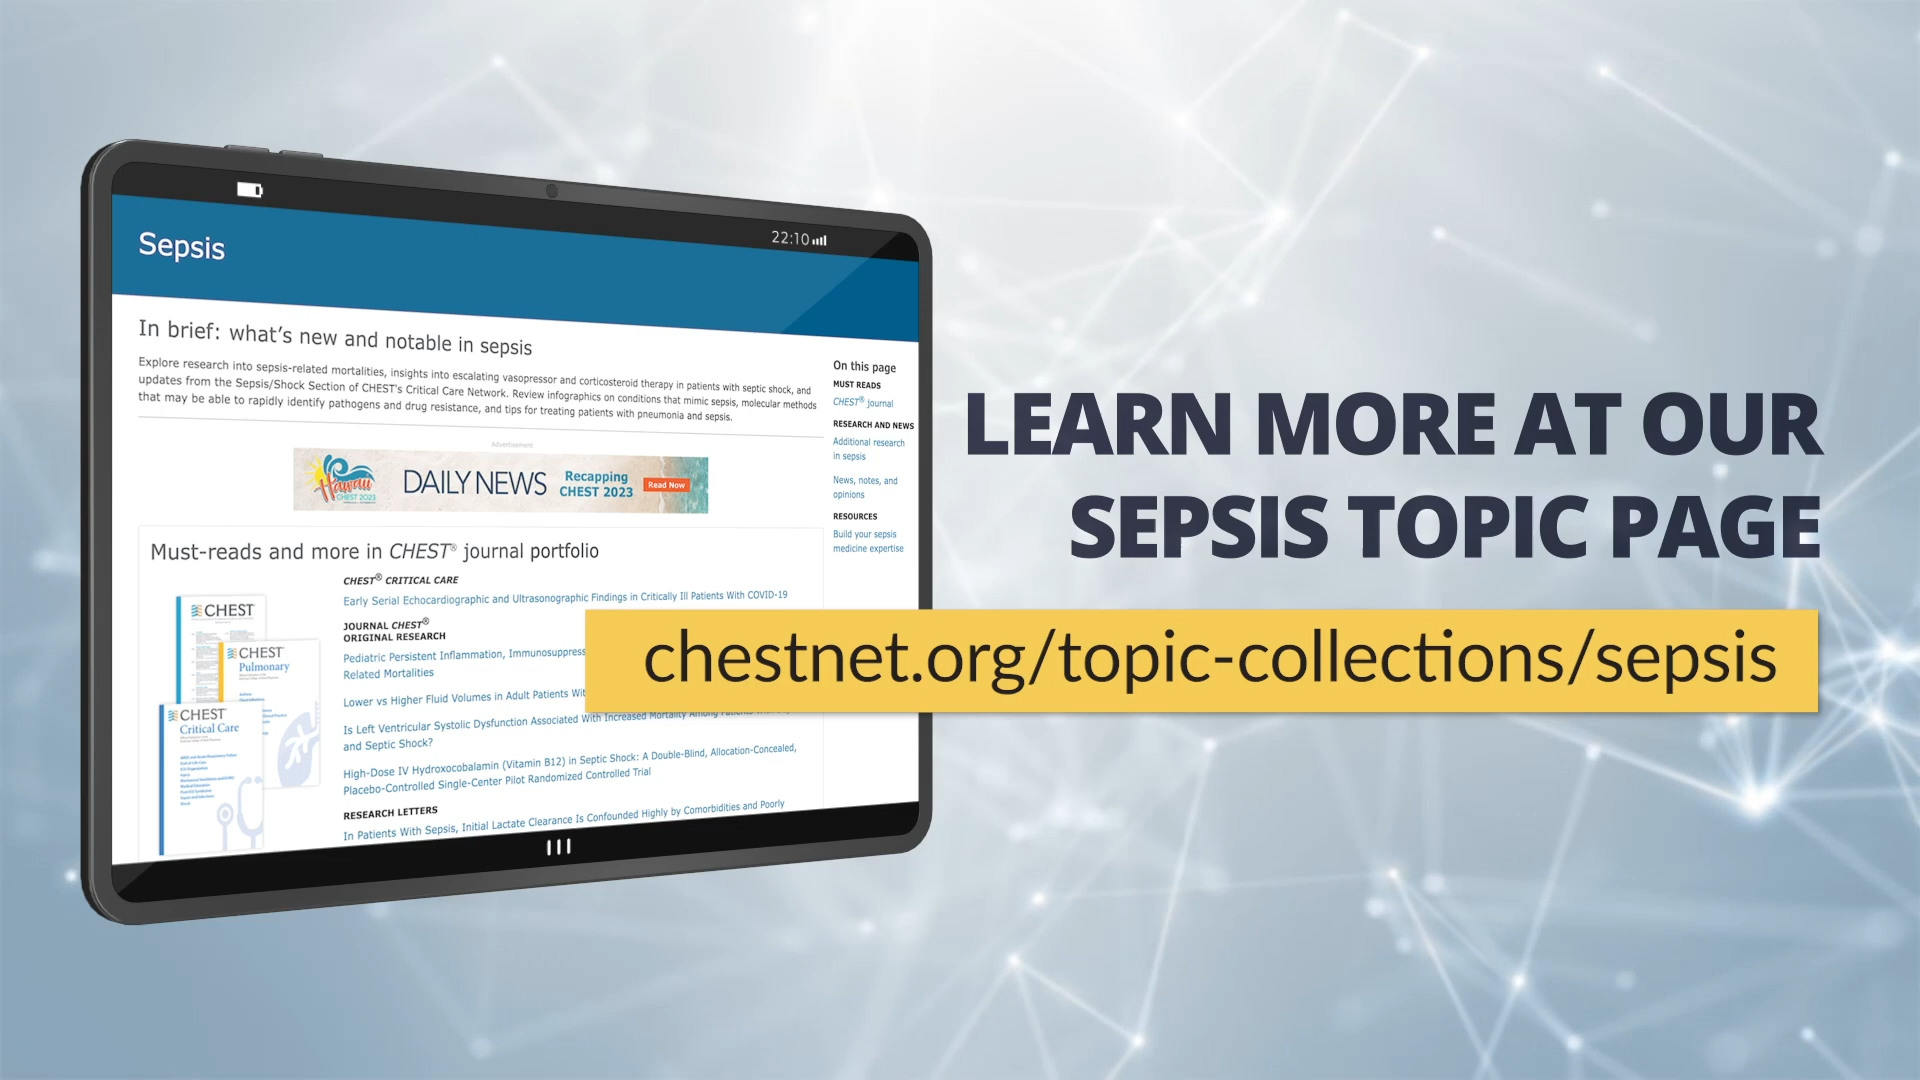 22:10
Sepsis
In brief: what's new and notable in sepsis
Explore research into sepsis-related mortalities, insights into escalating vasopressor and corticosteroid therapy in patients with septic shock, and
updates from the Sepsis/Shock Section of CHEST's Critical Care Network. Review infographics on conditions that mimic sepsis, molecular methods
that may be able to rapidly identify pathogens and drug resistance, and tips for treating patients with pneumonia and sepsis.
Advertisement
Hawaii
CHEST 2023
DAILY NEWS
Recapping
CHEST 2023
Read Now
On this page
MUST READS
CHEST® journal
RESEARCH AND NEWS
Additional research
in sepsis
News, notes, and
opinions
RESOURCES
Build your sepsis
medicine expertise
Must-reads and more in CHEST® journal portfolio
CHEST
CHEST
Pulmonary
CHEST
Critical Care
CHEST® CRITICAL CARE
Early Serial Echocardiographic and Ultrasonographic Findings in Critically Ill Patients With COVID-19
JOURNAL CHEST®
ORIGINAL RESEARCH
Pediatric Persistent Inflammation,
Related Mortalities
Lower vs Higher Fluid Volumes in Adult Patients
Is Left Ventricular Systolic Dysfunction Associated With Increased Mortality Among Patients
and Septic Shock?
High-Dose IV Hydroxocobalamin (Vitamin B12) in Septic Shock: A Double-Blind, Allocation-Concealed,
Placebo-Controlled Single-Center Pilot Randomized Controlled Trial
RESEARCH LETTERS
In Patients With Sepsis, Initial Lactate Clearance Is Confounded Highly by Comorbidities and Poorly
LEARN MORE AT OUR
SEPSIS TOPIC PAGE
chestnet.org/topic-collections/sepsis